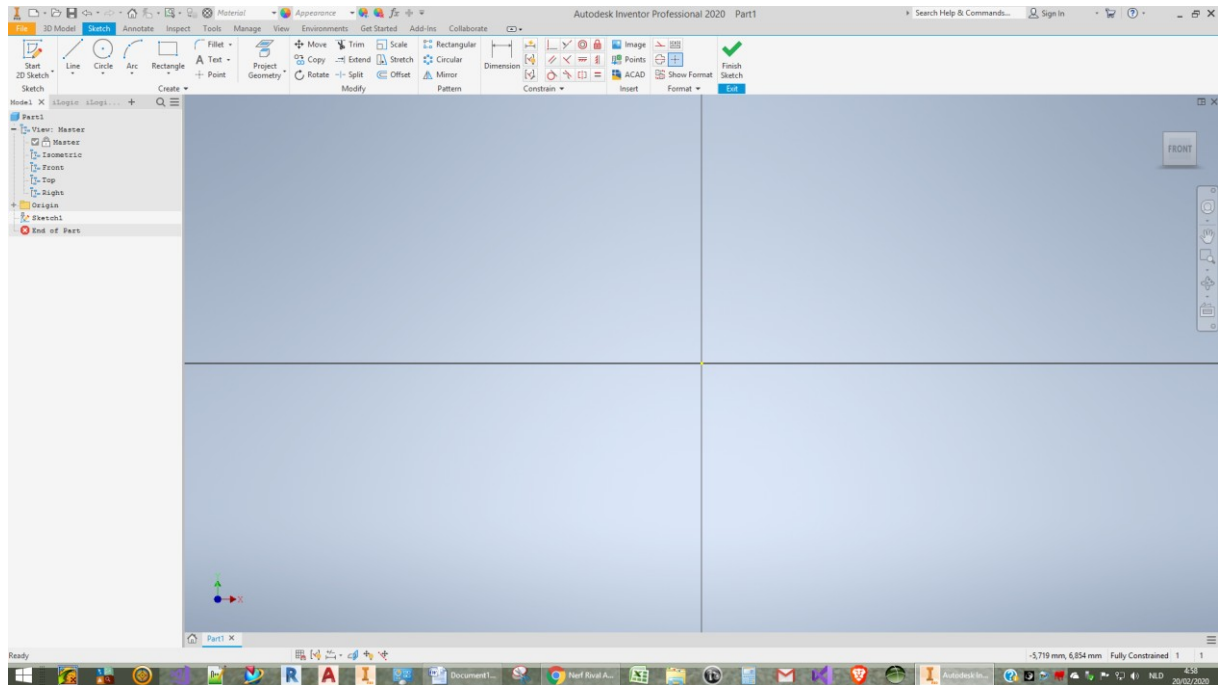 Material Appearance fx Autodesk Inventor Professional 2020 Part1 Search Help & Commands... Sign In
File 3D Model Sketch Annotate Inspect Tools Manage View Environments Get Started Add-Ins Collaborate
Fillet Move Trim Scale Rectangular Image
Start 2D Sketch Line Circle Arc Rectangle
A Text Project Geometry Copy Extend Stretch Circular Dimension Points Finish Sketch
Point Rotate Split Offset Mirror ACAD Show Format
Sketch Create Modify Pattern Constrain Insert Format Exit
Model X iLogic iLogi... +
Part1
View: Master
Master
Isometric
Front
Top
Right
Origin
Sketch1
End of Part
FRONT
X
Part1
Ready -5,719 mm, 6,854 mm Fully Constrained 1 1
Document1... Nerf Rival A... Autodesk In... NLD 4:58
20/02/2020